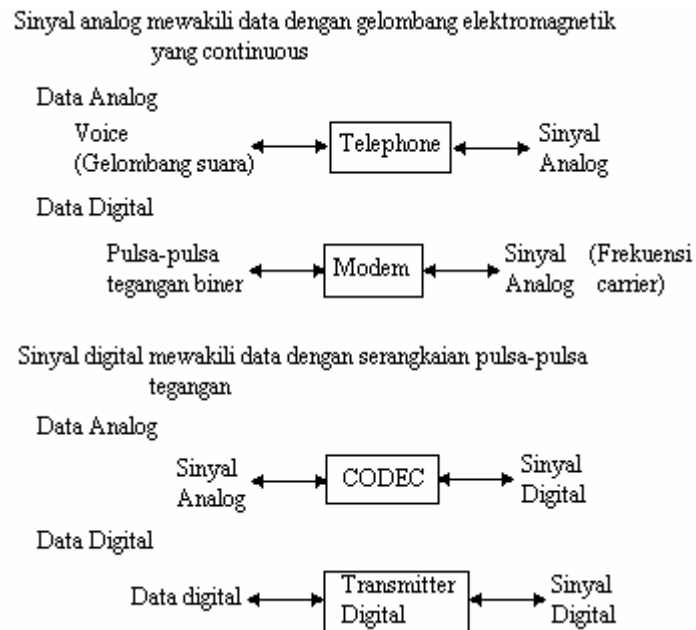 Sinyal analog mewakili data dengan gelombang elektromagnetik
yang continuous
Data Analog
Voice
(Gelombang suara)
Telephone
Sinyal
Analog
Data Digital
Pulsa-pulsa
tegangan biner
Modem
Sinyal (Frekuensi
Analog carrier)
Sinyal digital mewakili data dengan serangkaian pulsa-pulsa
tegangan
Data Analog
Sinyal
Analog
CODEC
Sinyal
Digital
Data Digital
Data digital
Transmitter
Digital
Sinyal
Digital